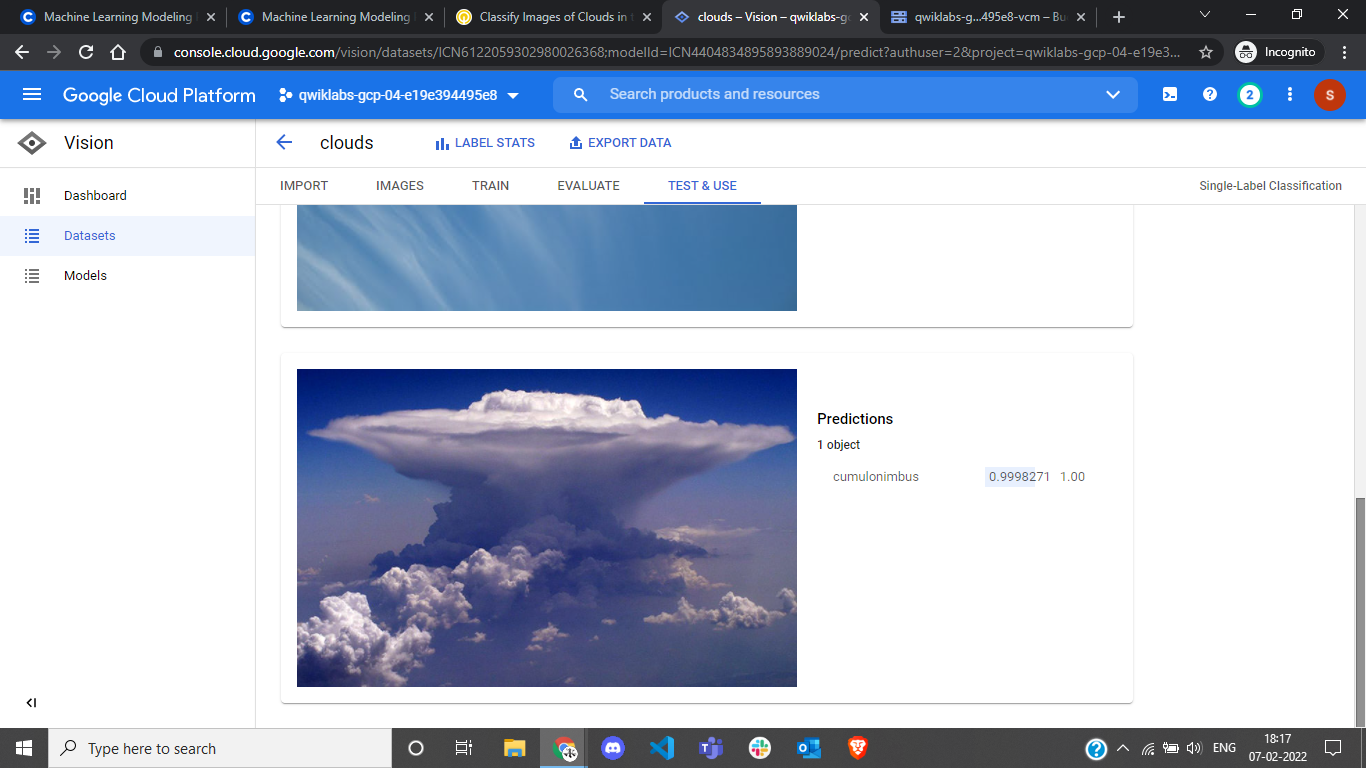 Machine Learning Modeling
Machine Learning Modeling
Classify Images of Clouds in t
clouds – Vision – qwiklabs-gc
qwiklabs-g...495e8-vcm – Bu
console.cloud.google.com/vision/datasets/ICN6122059302980026368;modelId=ICN4404834895893889024/predict?authuser=2&project=qwiklabs-gcp-04-e19e3...
Incognito
Google Cloud Platform
qwiklabs-gcp-04-e19e394495e8
Search products and resources
2
S
Vision
clouds
LABEL STATS
EXPORT DATA
IMPORT
IMAGES
TRAIN
EVALUATE
TEST & USE
Single-Label Classification
Dashboard
Datasets
Models
Predictions
1 object
cumulonimbus 0.9998271 1.00
Type here to search
ENG
18:17
07-02-2022